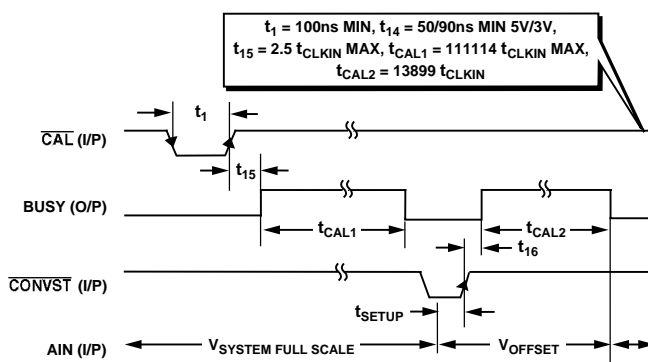 t1 = 100ns MIN, t14 = 50/90ns MIN 5V/3V,
t15 = 2.5 tCLKIN MAX, tCAL1 = 111114 tCLKIN MAX,
tCAL2 = 13899 tCLKIN
t1
CAL (I/P)
t15
BUSY (O/P)
tCAL1
tCAL2
t16
CONVST (I/P)
tSETUP
AIN (I/P)
VSYSTEM FULL SCALE
VOFFSET